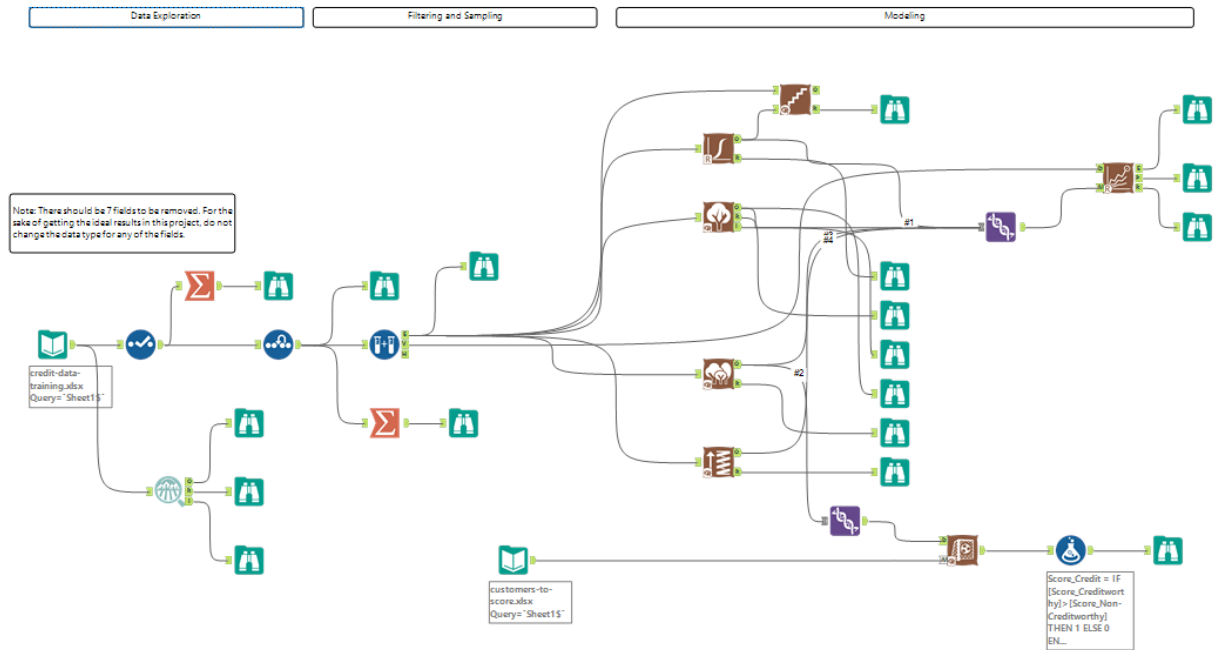 Data Exploration
Filtering and Sampling
Modeling
Note: There should be 7 fields to be removed. For the
sake of getting the ideal results in this project, do not
change the data type for any of the fields.
#1
#2
credit-data-
training.xlsx
Query=`Sheet1$`
customers-to-
score.xlsx
Query=`Sheet1$`
Score_Credit = IF
[Score_Creditwort
hy]>[Score_Non-
Creditworthy]
THEN 1 ELSE 0
EN...